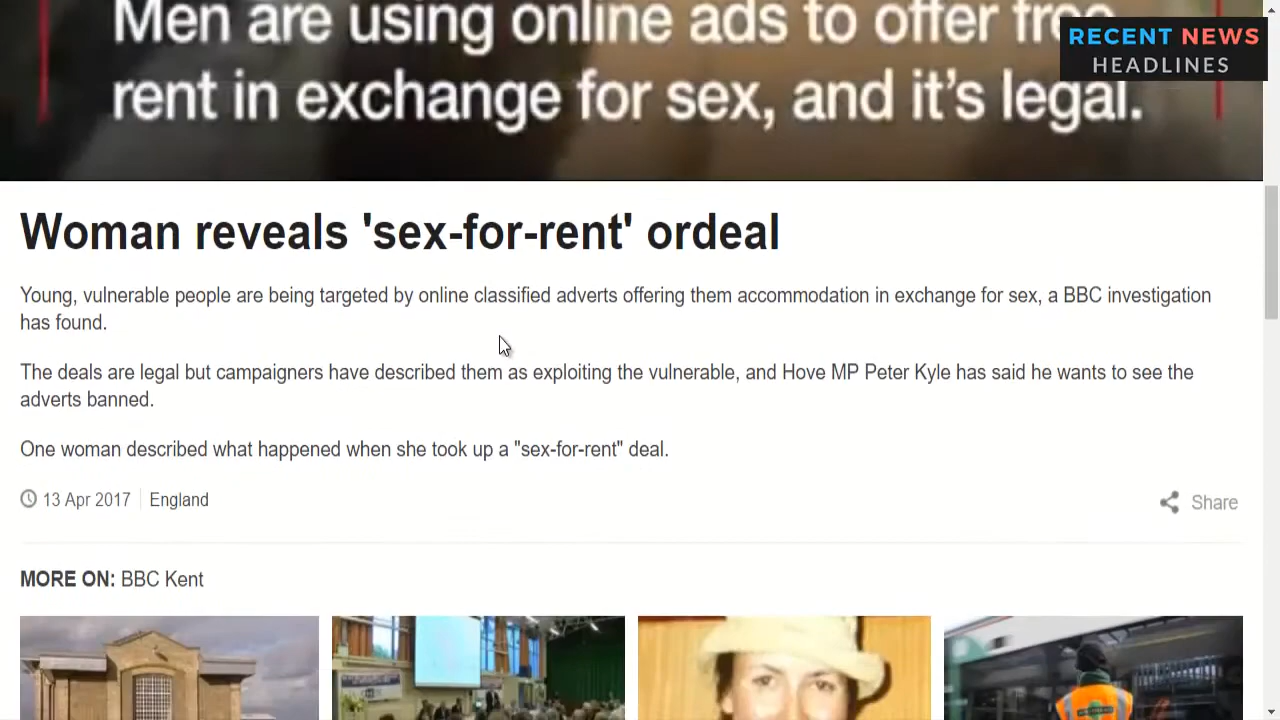 Men are using online ads to offer free
rent in exchange for sex, and it's legal.
RECENT NEWS
HEADLINES
Woman reveals 'sex-for-rent' ordeal
Young, vulnerable people are being targeted by online classified adverts offering them accommodation in exchange for sex, a BBC investigation
has found.
The deals are legal but campaigners have described them as exploiting the vulnerable, and Hove MP Peter Kyle has said he wants to see the
adverts banned.
One woman described what happened when she took up a "sex-for-rent" deal.
13 Apr 2017 England
Share
MORE ON: BBC Kent